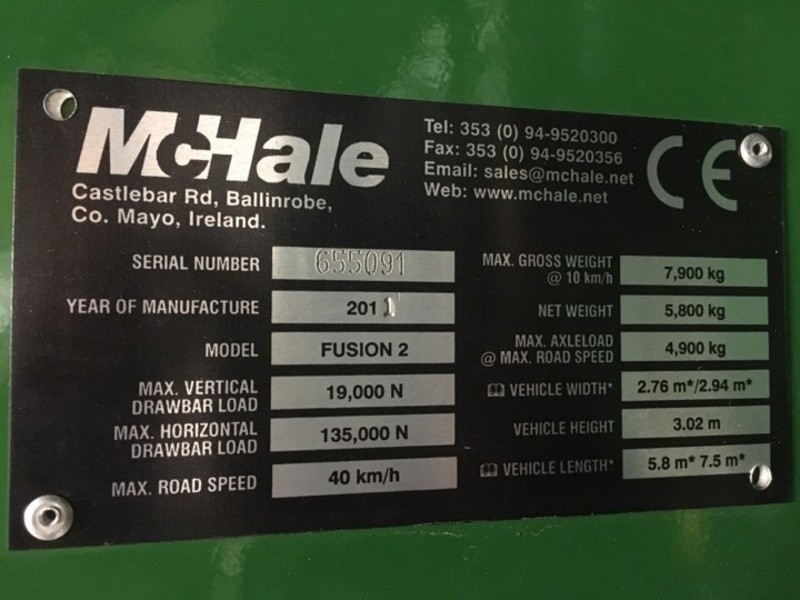 McHale
Castlebar Rd, Ballinrobe,
Co. Mayo, Ireland.
Tel: 353 (0) 94-9520300
Fax: 353 (0) 94-9520356
Email: sales@mchale.net
Web: www.mchale.net
CE
SERIAL NUMBER 655091
YEAR OF MANUFACTURE 2011
MODEL FUSION 2
MAX. VERTICAL
DRAWBAR LOAD 19,000 N
MAX. HORIZONTAL
DRAWBAR LOAD 135,000 N
MAX. ROAD SPEED 40 km/h
MAX. GROSS WEIGHT
@ 10 km/h 7,900 kg
NET WEIGHT 5,800 kg
MAX. AXLELOAD
@ MAX. ROAD SPEED 4,900 kg
VEHICLE WIDTH* 2.76 m*/2.94 m*
VEHICLE HEIGHT 3.02 m
VEHICLE LENGTH* 5.8 m* 7.5 m*